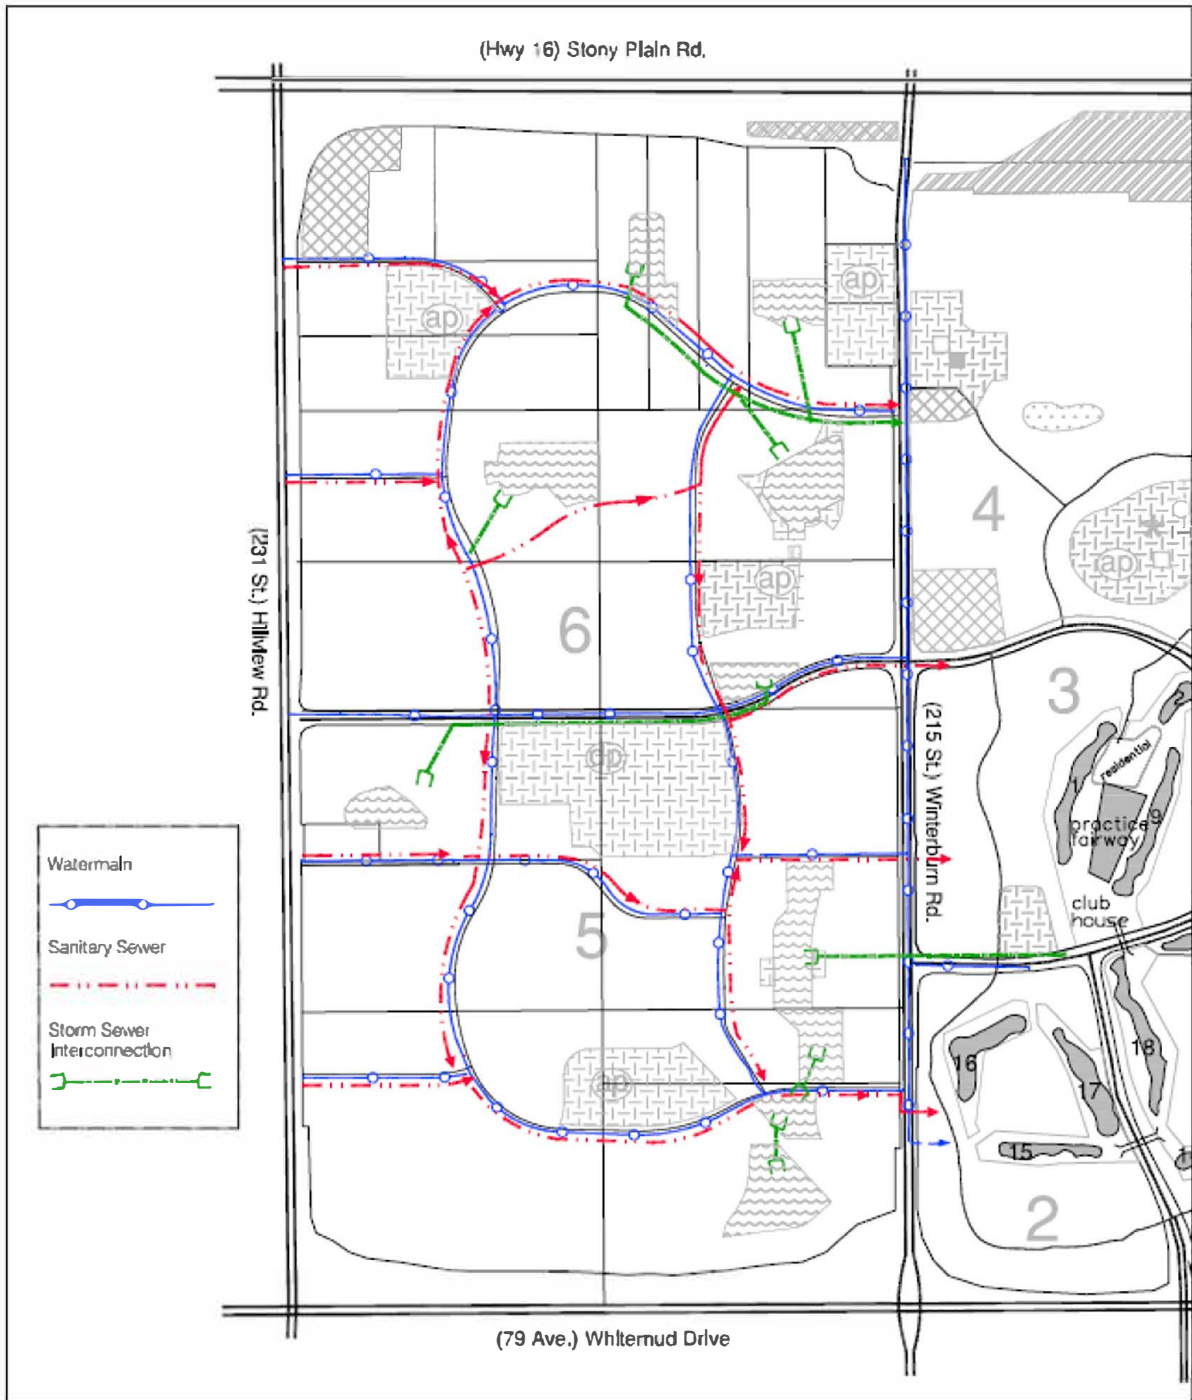 (Hwy 16) Stony Plain Rd.
ap
ap
ap
4
*
ap
(231 St.) Hillview Rd.
6
3
(215 St.) Winterburn Rd.
residential
9
practice
fairway
club
house
5
Watermain
Sanitary Sewer
Storm Sewer
Interconnection
ap
16
17
18
15
2
(79 Ave.) Whitemud Drive